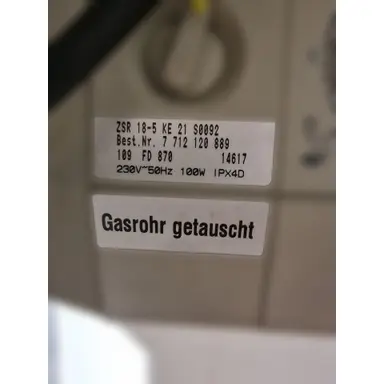 ZSR 18-5 KE 21 S0092
Best.Nr. 7 712 120 889
109 FD 870 14617
230V~50Hz 100W IPX4D
Gasrohr getauscht